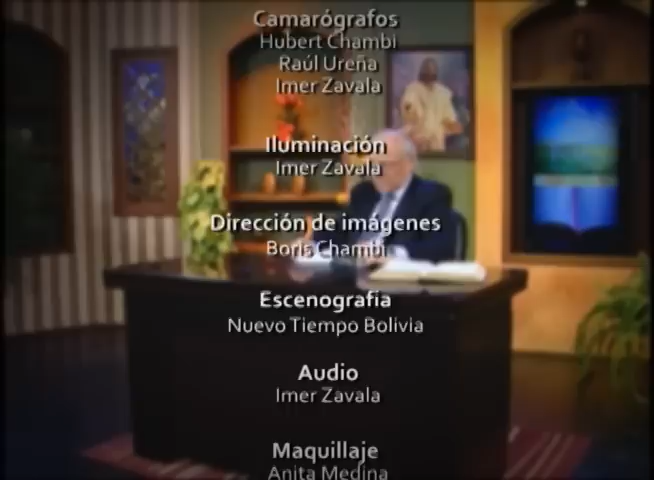 Camarógrafos
Hubert Chambi
Raúl Ureña
Imer Zavala
Iluminación
Imer Zavala
Dirección de imágenes
Boris Chambi
Escenografía
Nuevo Tiempo Bolivia
Audio
Imer Zavala
Maquillaje
Anita Medina